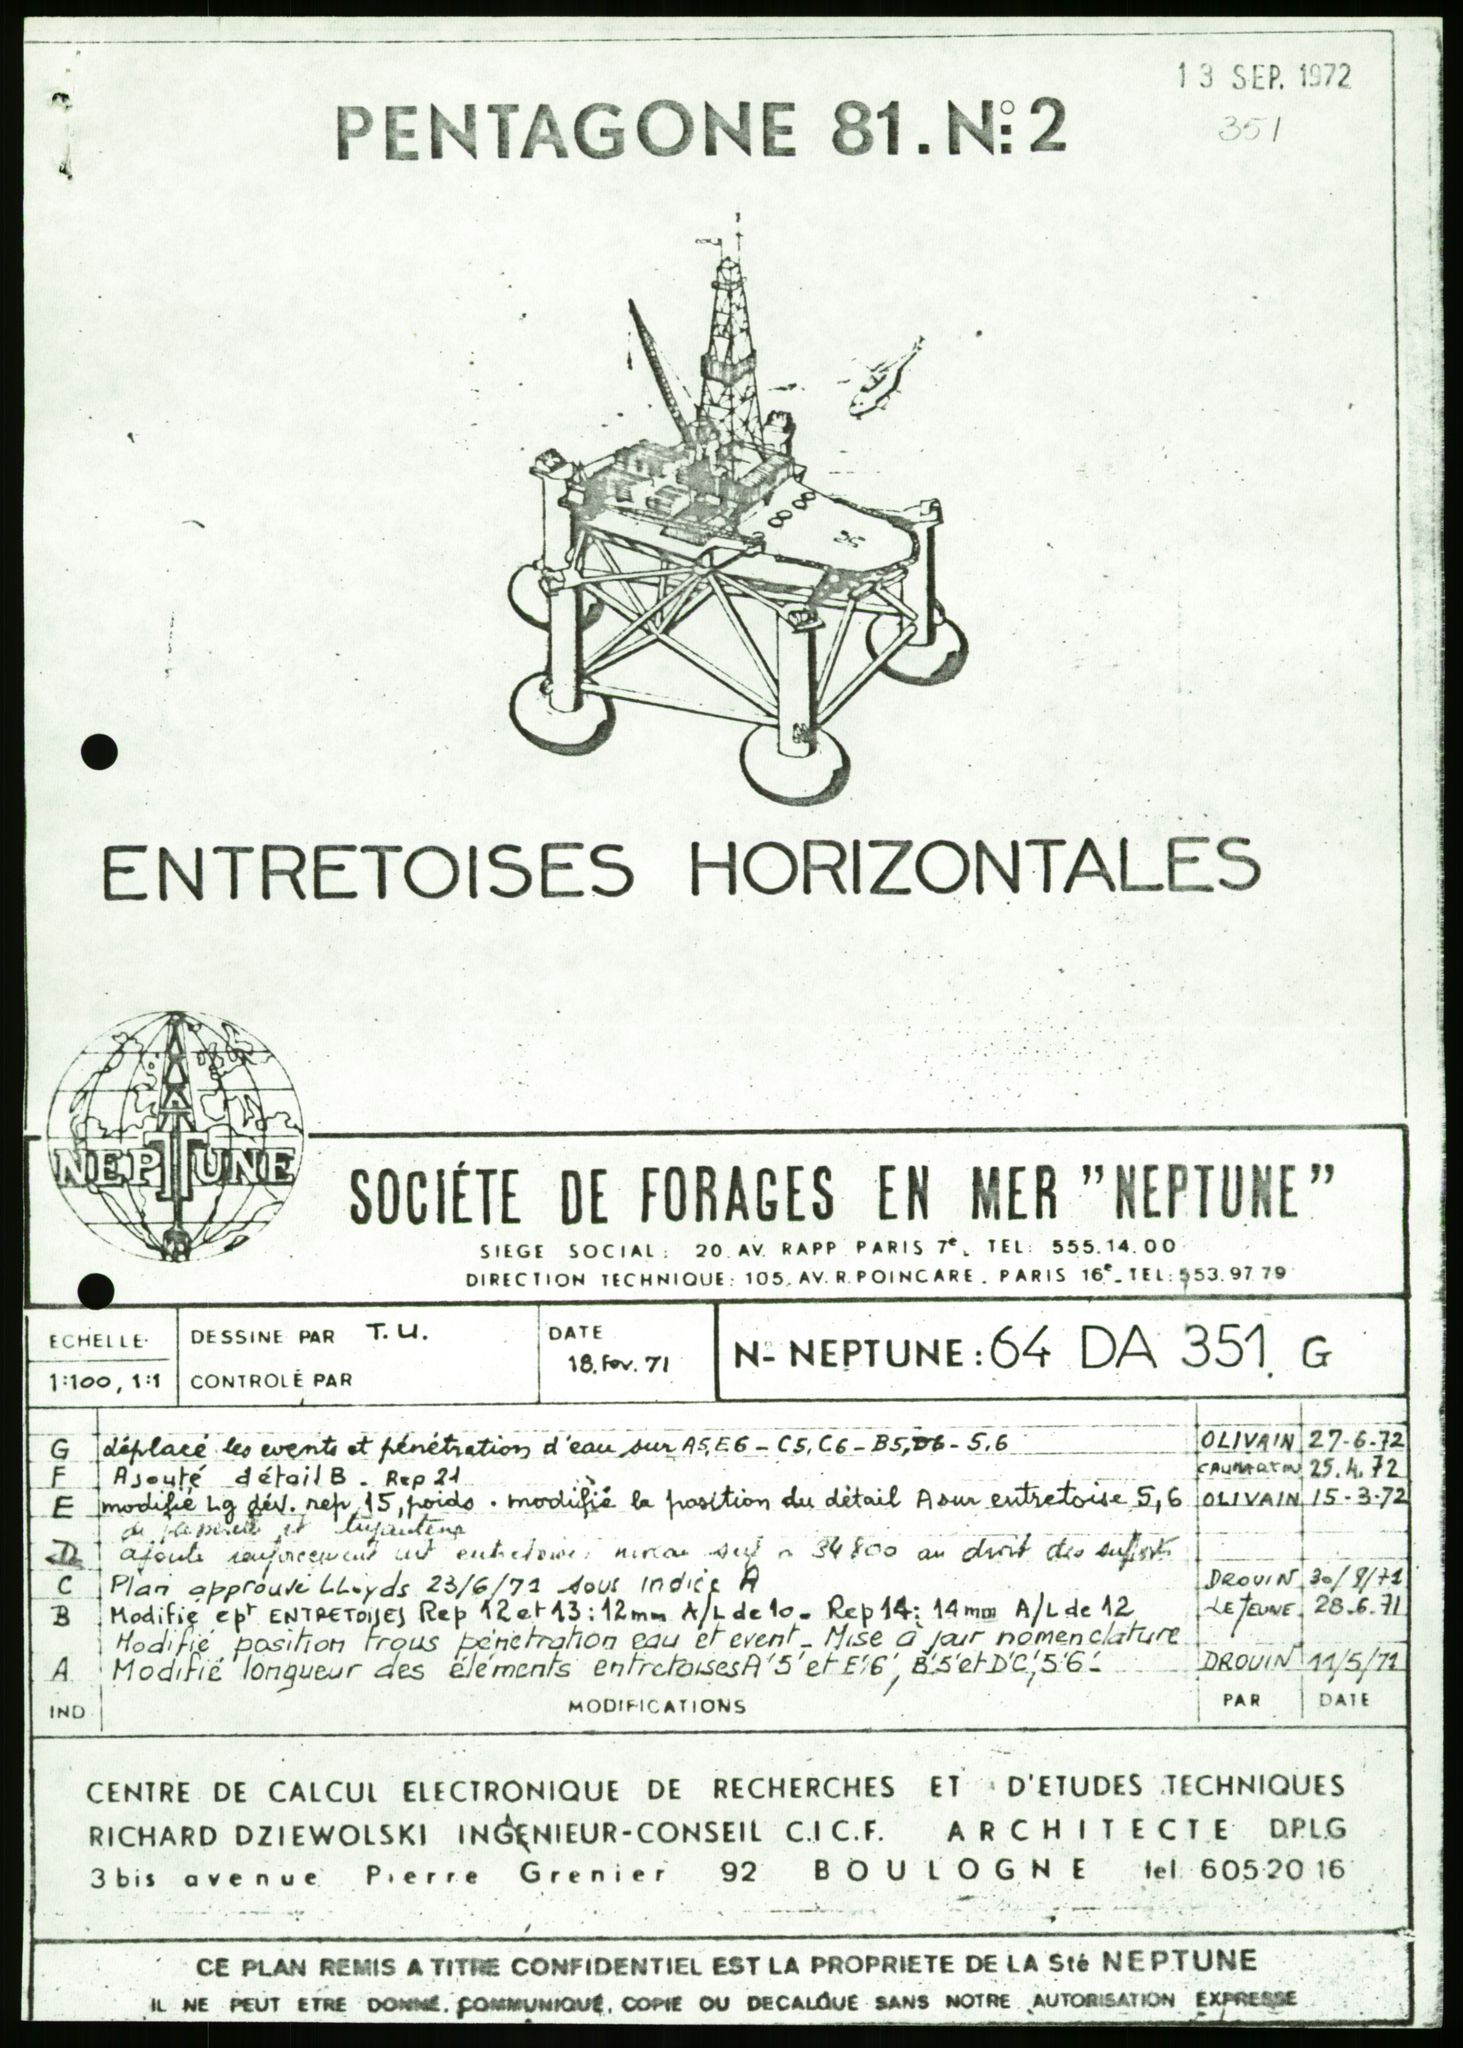 13 SEP. 1972
351
PENTAGONE 81. Nº: 2
ENTRETOISES HORIZONTALES
NEPTUNE
SOCIÉTE DE FORAGES EN MER "NEPTUNE"
SIEGE SOCIAL: 20. AV. RAPP PARIS 7e. TEL: 555.14.00
DIRECTION TECHNIQUE: 105. AV. R. POINCARE. PARIS 16e. TEL: 553.97 79
ECHELLE
1:100, 1:1
DESSINE PAR T.U.
CONTROLÉ PAR
DATE
18. Fev. 71
N- NEPTUNE: 64 DA 351 G
G déplacé les events et pénétration d'eau sur A5, E6 - C5, C6 - B5, D6 - 5.6 OLIVAIN 27-6-72
F Ajouté détail B. Rep 21 25.4.72
E modifié Lg dév. rep 15, poids. modifié la position du détail A sur entretoise 5,6 OLIVAIN 15-3-72
et
D ajouté renforcement entretoises niveau 34800 au droit des
C Plan approuvé LLoyds 23/6/71 sous indice A DROUIN 30/8/71
B Modifié epr ENTRETOISES Rep 12 et 13: 12mm A/L de 10. Rep 14: 14mm A/L de 12 LEJEUNE 28.6.71
Modifié position trous pénétration eau et event - Mise à jour nomenclature
A Modifié longueur des éléments entretoises A'5' et E'6', B'5' et D'C', 5'6' - DROUIN 11/5/71
IND MODIFICATIONS PAR DATE
CENTRE DE CALCUL ELECTRONIQUE DE RECHERCHES ET D'ETUDES TECHNIQUES
RICHARD DZIEWOLSKI INGENIEUR-CONSEIL C.I.C.F. ARCHITECTE D.P.L.G
3 bis avenue Pierre Grenier 92 BOULOGNE tel. 605 20 16
CE PLAN REMIS A TITRE CONFIDENTIEL EST LA PROPRIETE DE LA Sté NEPTUNE
IL NE PEUT ETRE DONNÉ, COMMUNIQUÉ, COPIE OU DECALQUE SANS NOTRE AUTORISATION EXPRESSE